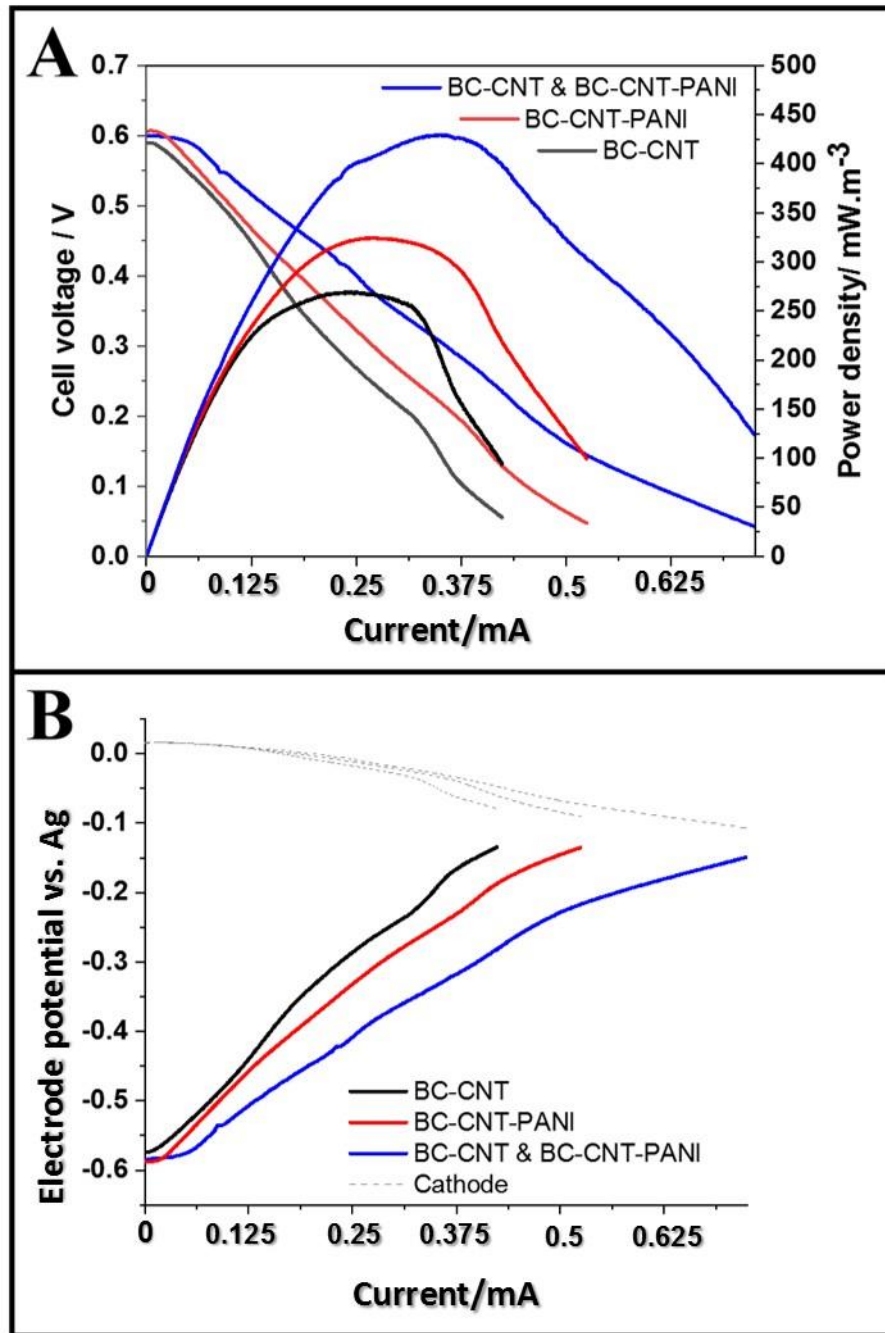 A
0.7
0.6
0.5
0.4
0.3
0.2
0.1
0.0
Cell voltage / V
BC-CNT & BC-CNT-PANI
BC-CNT-PANI
BC-CNT
500
450
400
350
300
250
200
150
100
50
0
Power density/ mW.m-3
0 0.125 0.25 0.375 0.5 0.625
Current/mA
B
0.0
-0.1
-0.2
-0.3
-0.4
-0.5
-0.6
Electrode potential vs. Ag
BC-CNT
BC-CNT-PANI
BC-CNT & BC-CNT-PANI
Cathode
0 0.125 0.25 0.375 0.5 0.625
Current/mA